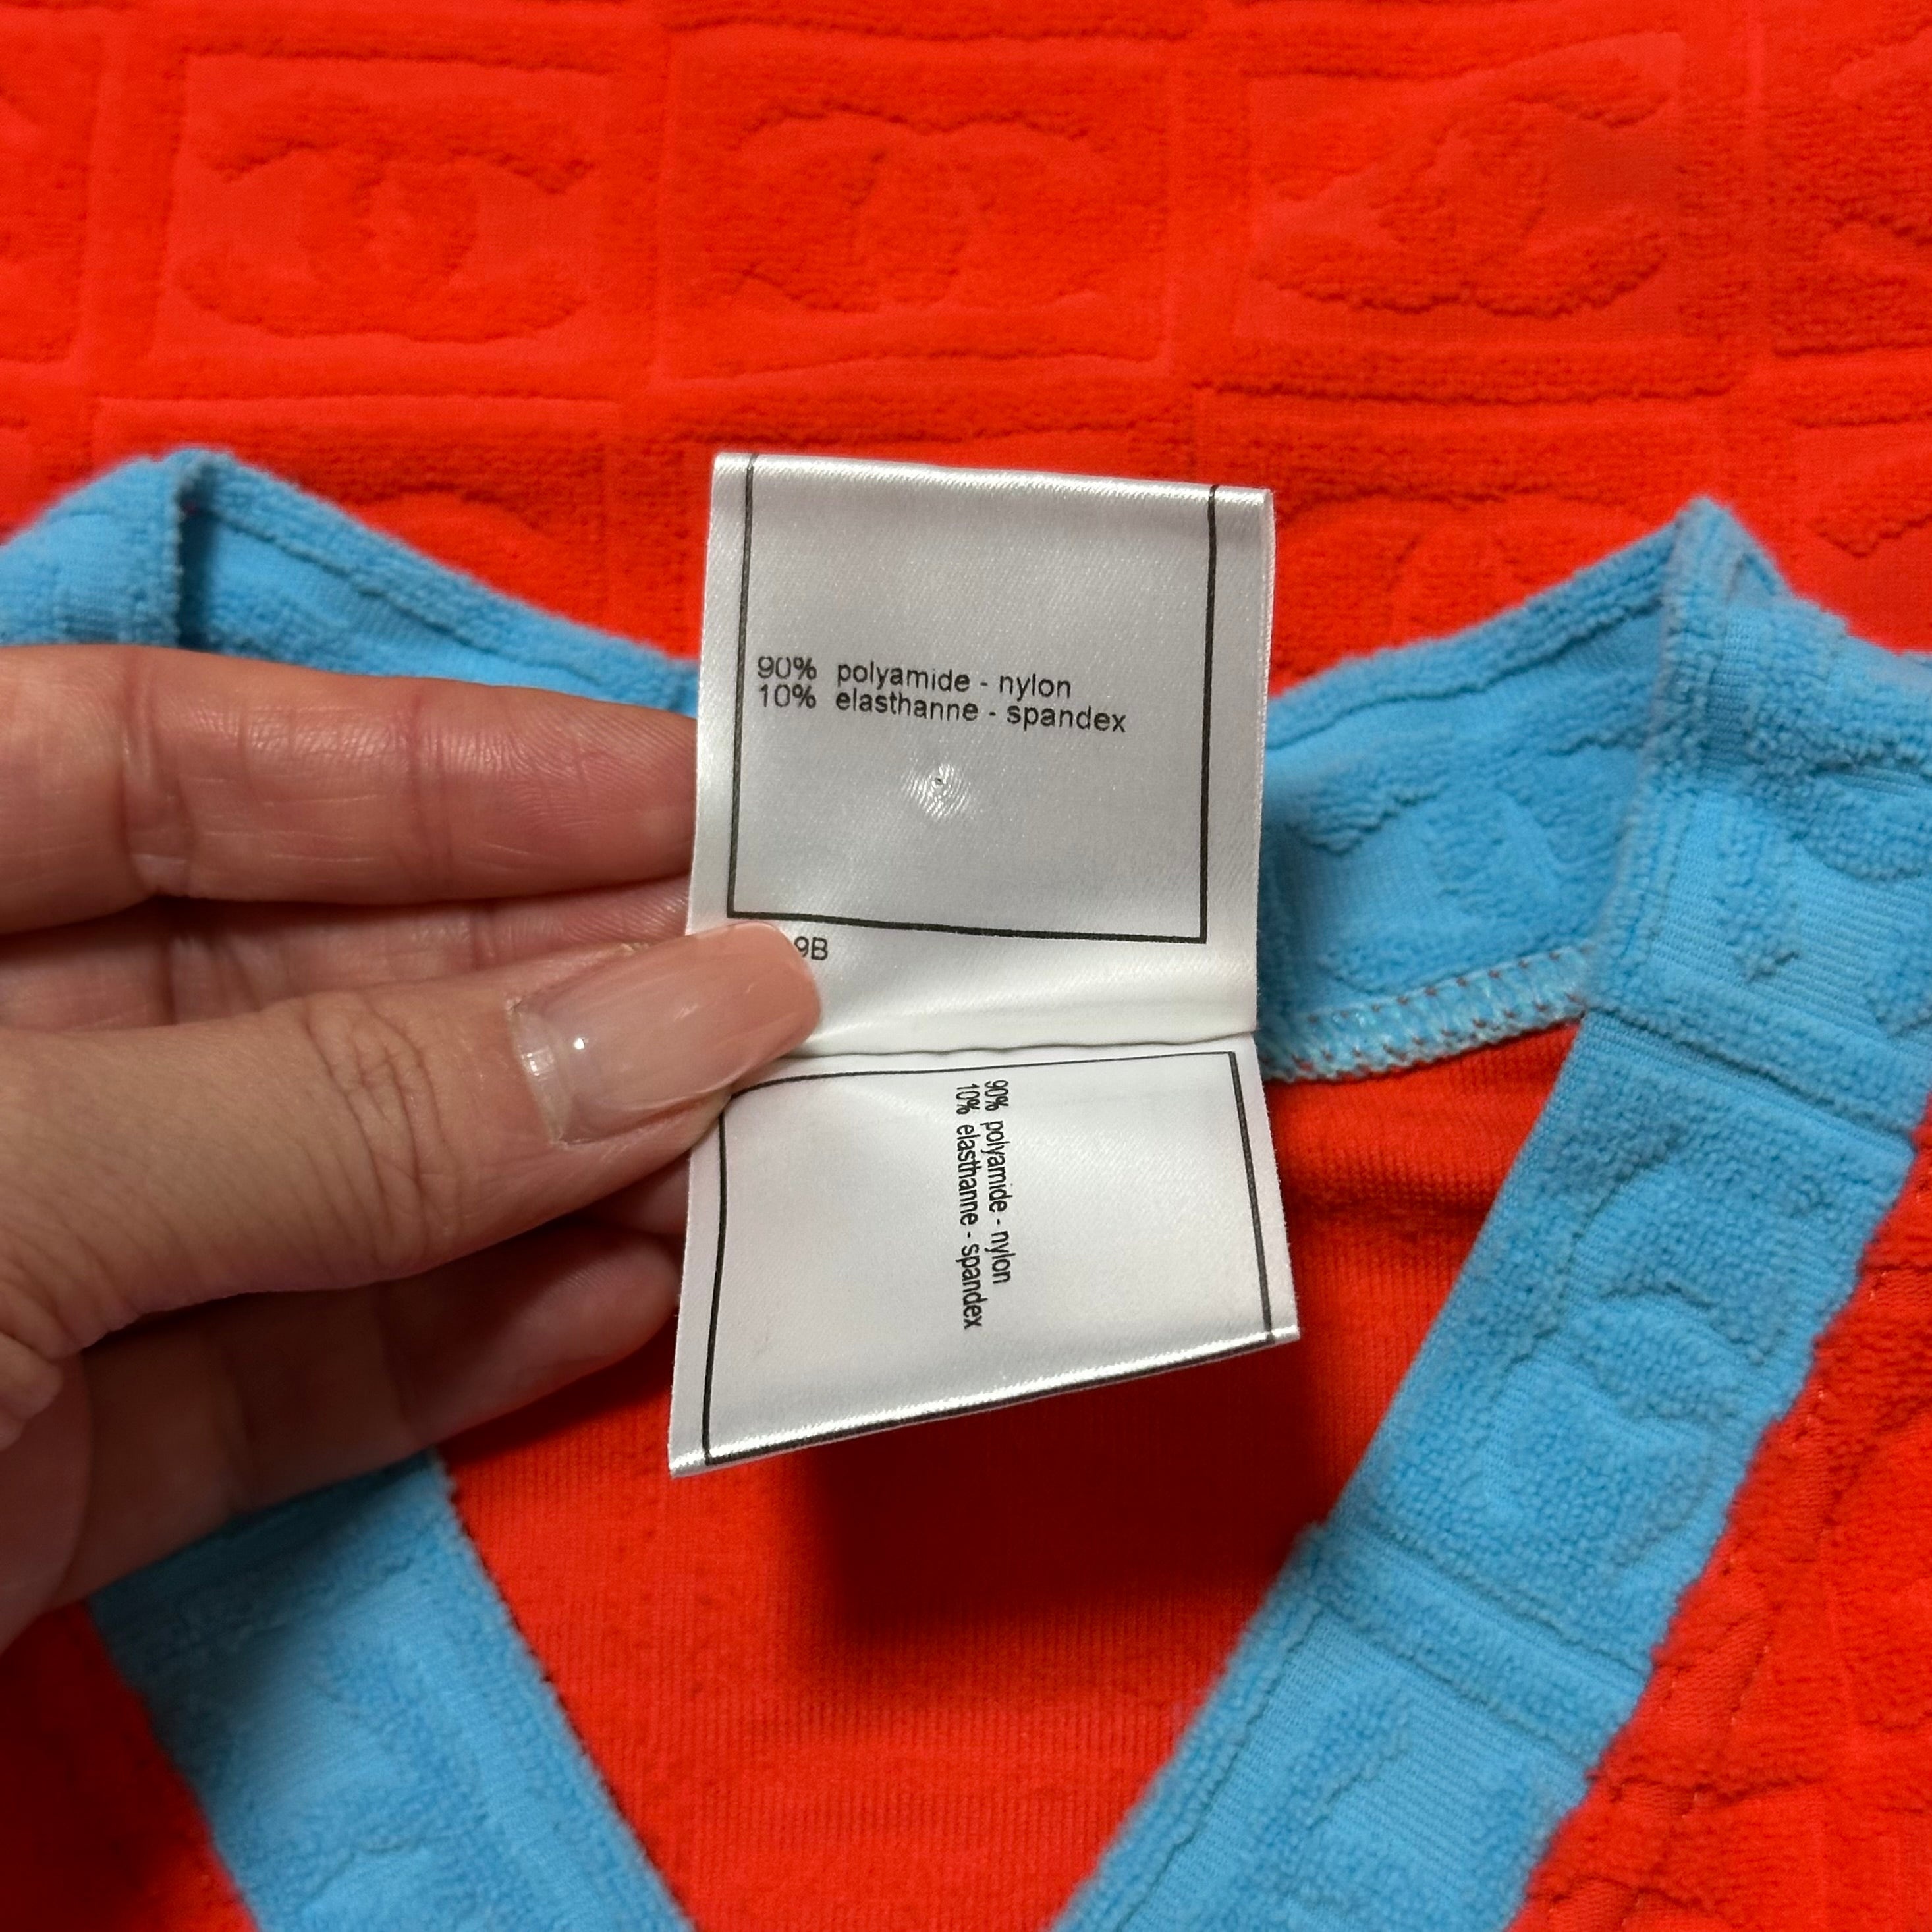 90% polyamide - nylon
10% elasthanne - spandex
9B
90% polyamide - nylon
10% elasthanne - spandex